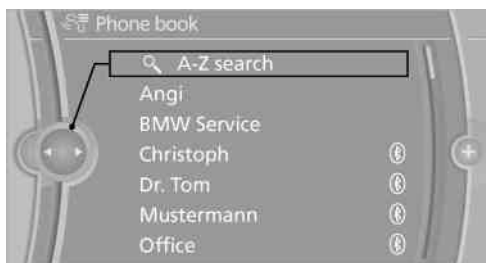 Phone book
A-Z search
Angi
BMW Service
Christoph
Dr. Tom
Mustermann
Office